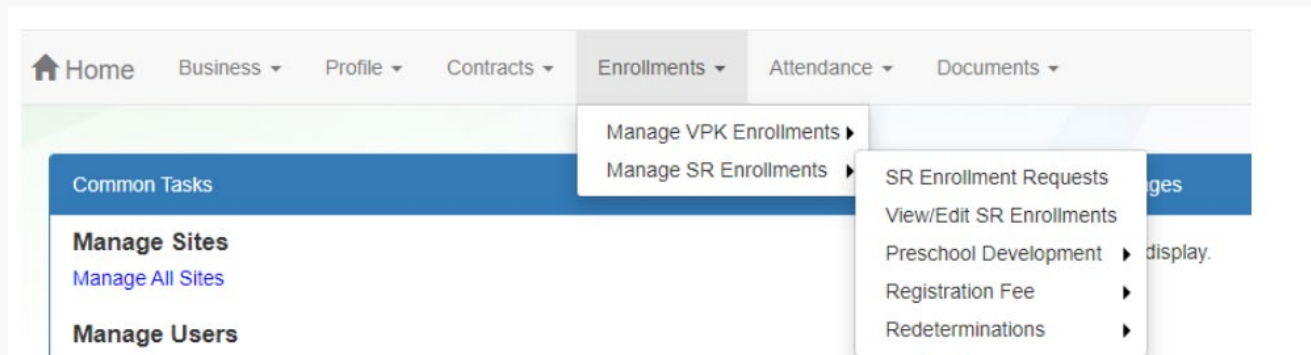 Home Business Profile Contracts Enrollments Attendance Documents
Manage VPK Enrollments
Manage SR Enrollments
SR Enrollment Requests
View/Edit SR Enrollments
Preschool Development
Registration Fee
Redeterminations
Common Tasks
Manage Sites
Manage All Sites
Manage Users
display.